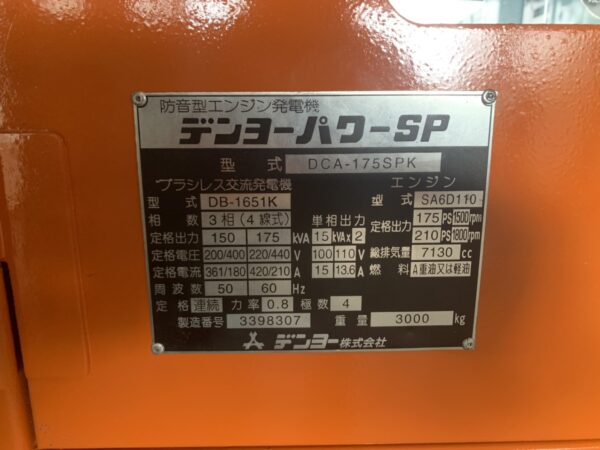 防音型エンジン発電機
デンヨーパワーSP
型式 DCA-175SPK
ブラシレス交流発電機 エンジン
型式 DB-1651K 型式 SA6D110
相数 3相(4線式) 単相出力 定格出力 175 PS 1500 rpm
定格出力 150 175 kVA 15 kVA× 2 210 PS 1800 rpm
定格電圧 200/400 220/440 V 100 110 V 総排気量 7130 cc
定格電流 361/180 420/210 A 15 13.6 A 燃料 A重油又は軽油
周波数 50 60 Hz
定格 連続 力率 0.8 極数 4
製造番号 3398307 重量 3000 kg
デンヨー株式会社